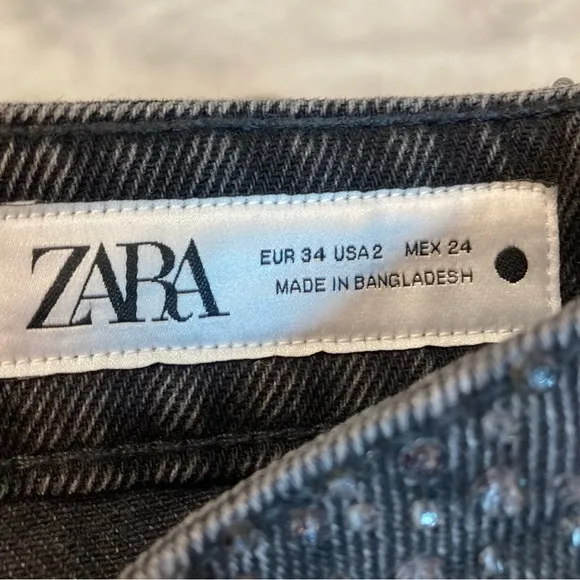 ZARA
EUR 34 USA 2 MEX 24
MADE IN BANGLADESH